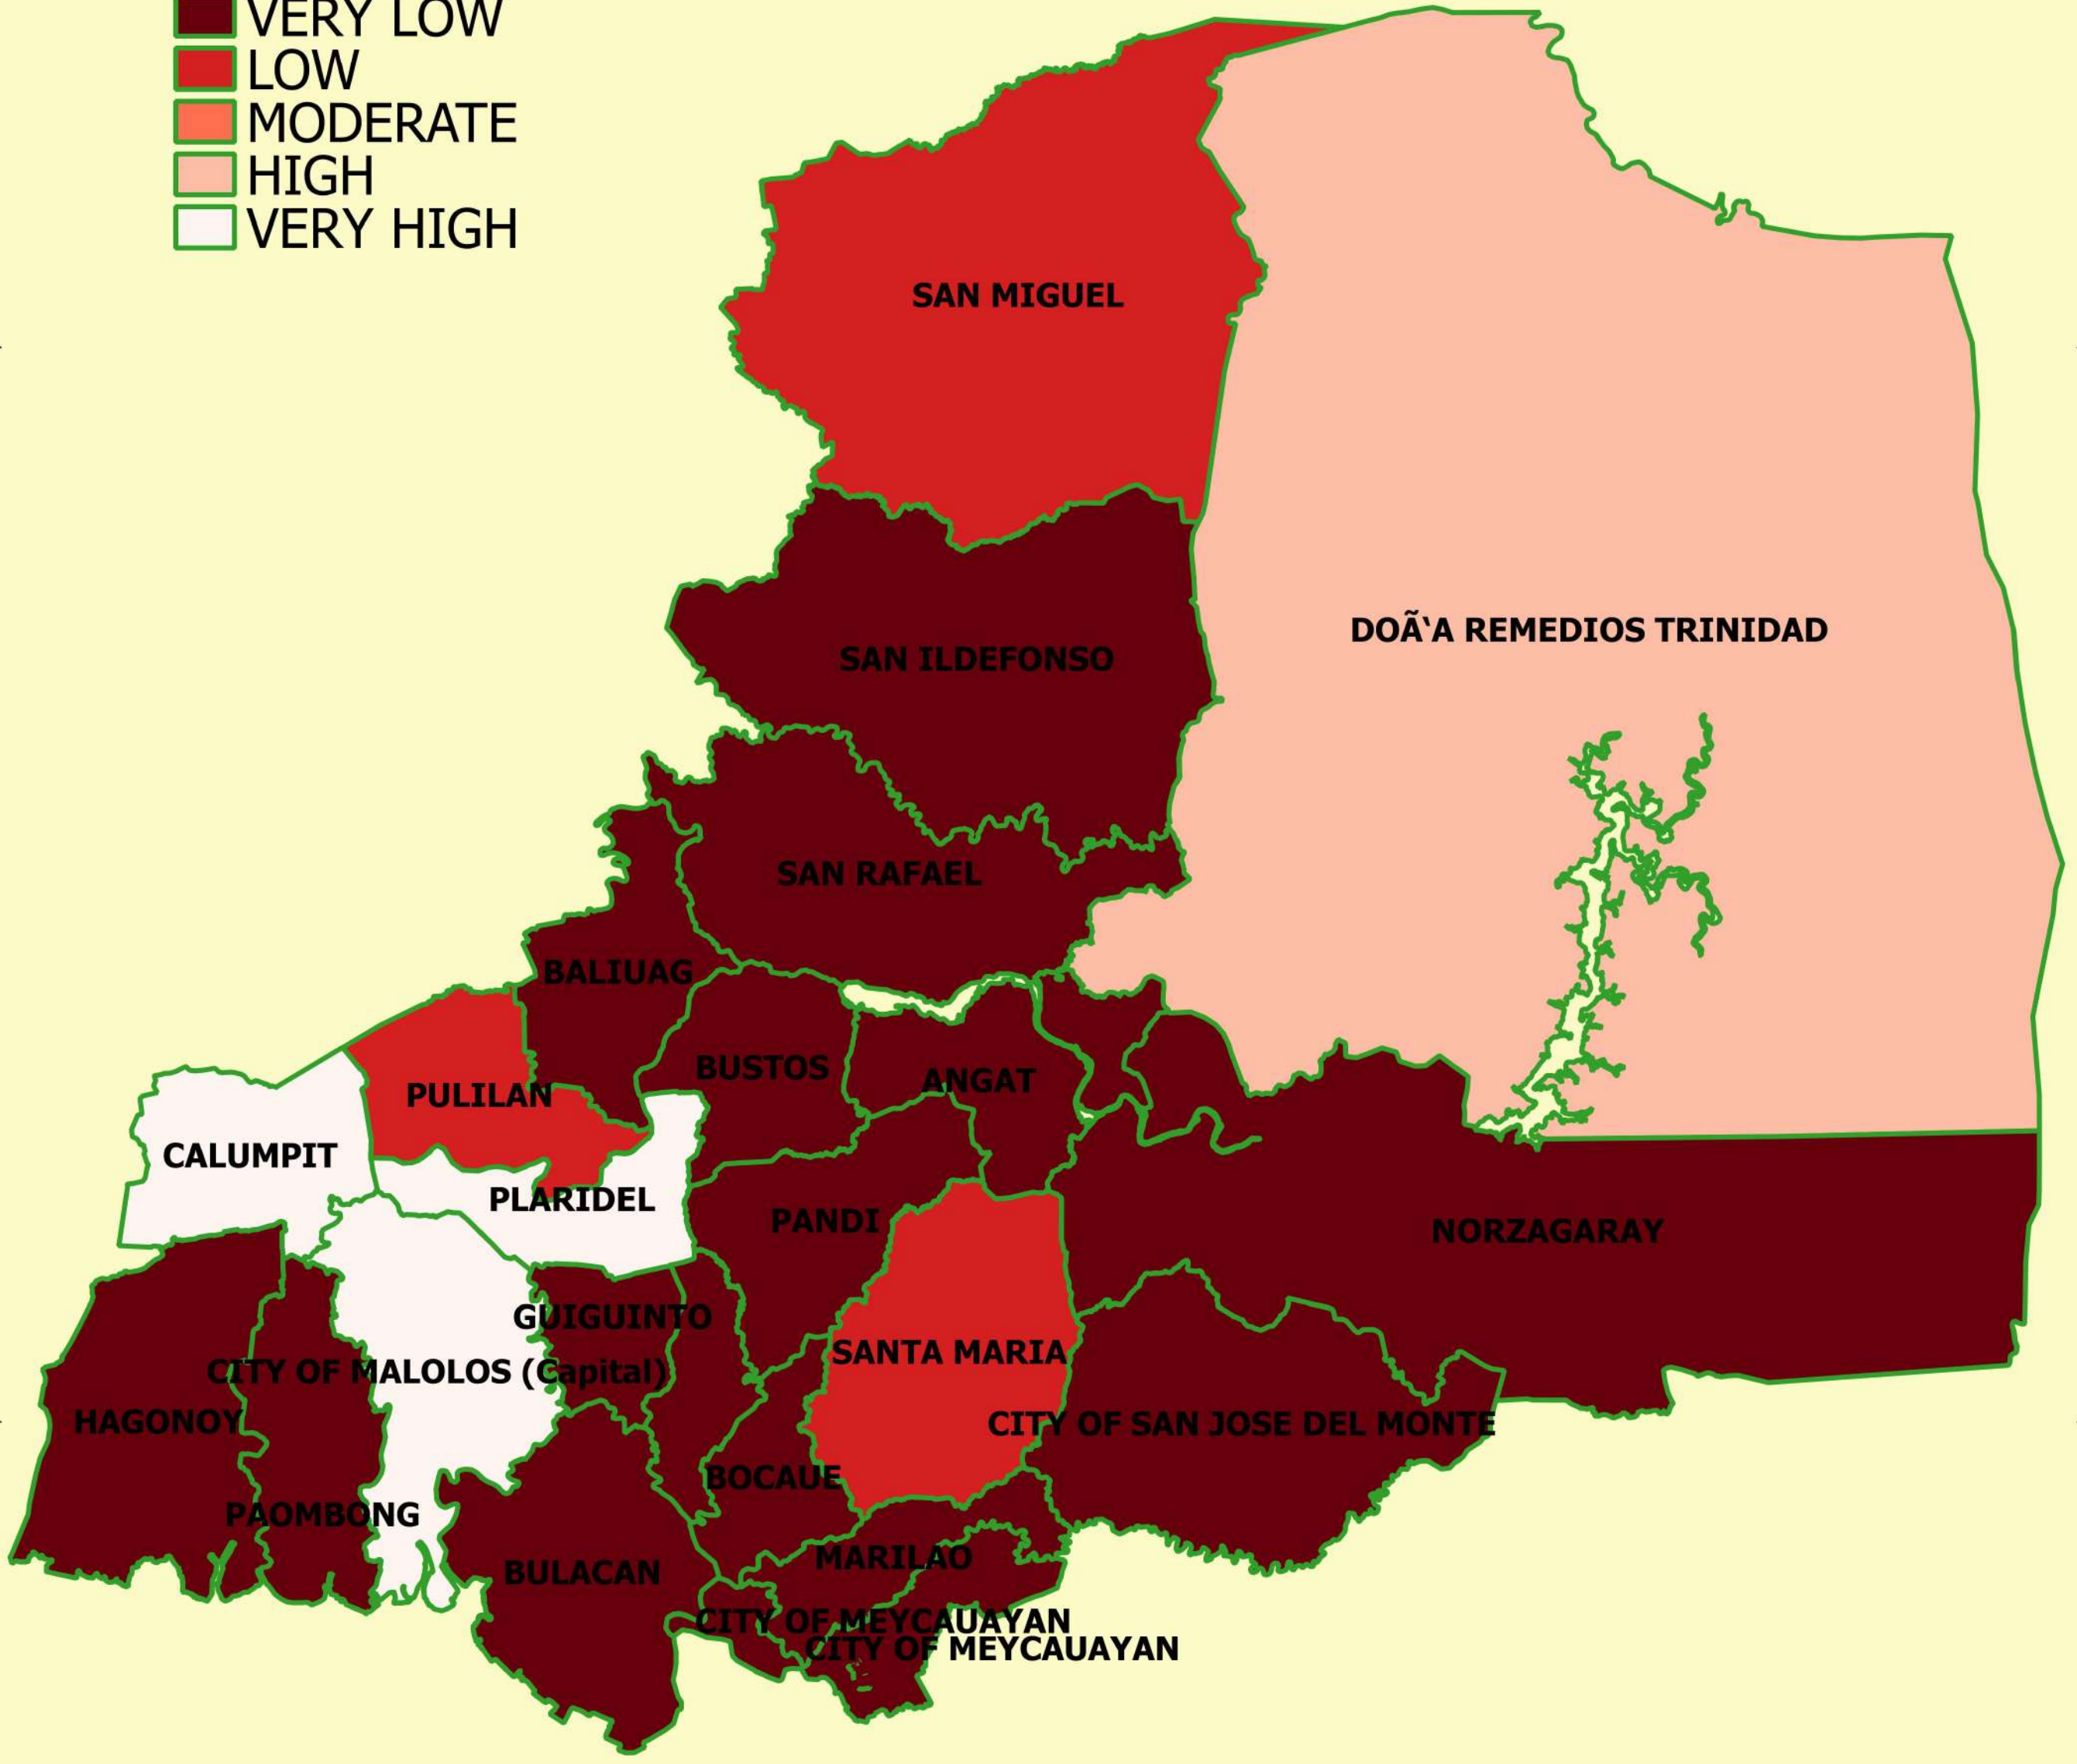 VERY LOW
LOW
MODERATE
HIGH
VERY HIGH
SAN MIGUEL
DOÃ‘A REMEDIOS TRINIDAD
SAN ILDEFONSO
SAN RAFAEL
BALIUAG
BUSTOS
ANGAT
PULILAN
CALUMPIT
PLARIDEL
PANDI
NORZAGARAY
GUIGUINTO
SANTA MARIA
CITY OF MALOLOS (Capital)
HAGONOY
CITY OF SAN JOSE DEL MONTE
BOCAUE
PAOMBONG
MARILAO
BULACAN
CITY OF MEYCAUAYAN
CITY OF MEYCAUAYAN